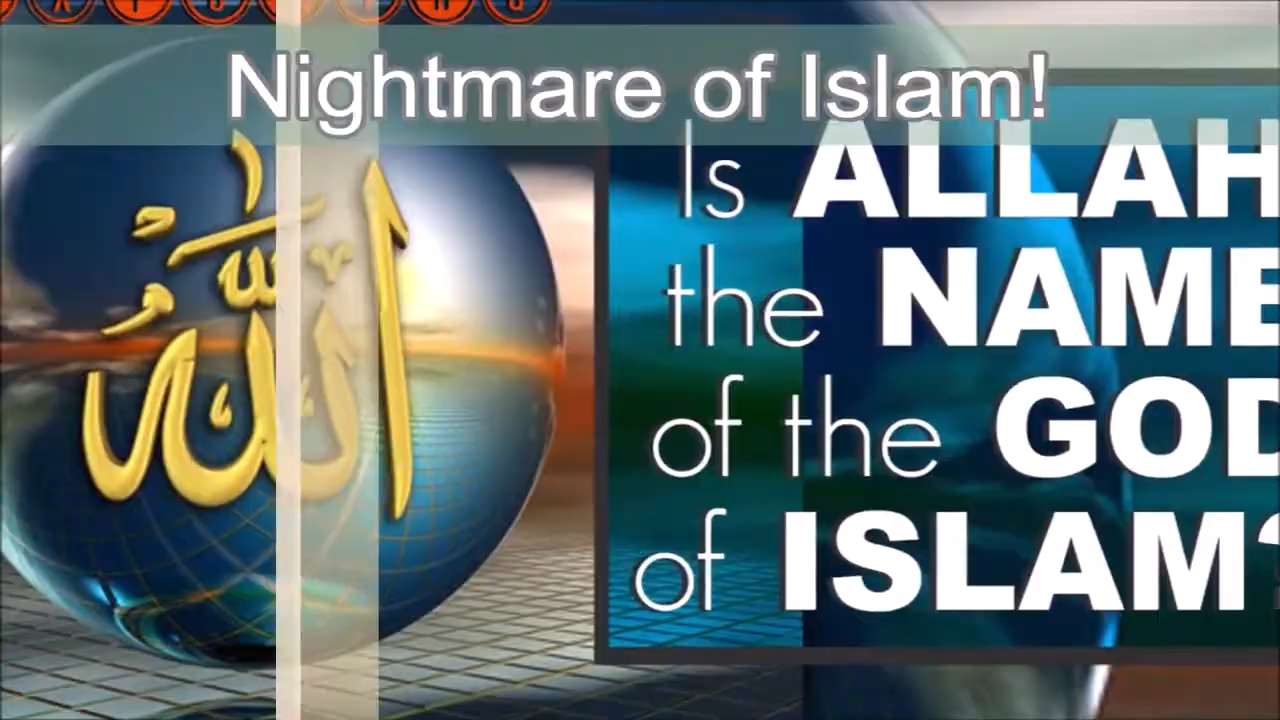 Nightmare of Islam!
الله
Is ALLAH
the NAME
of the GOD
of ISLAM?